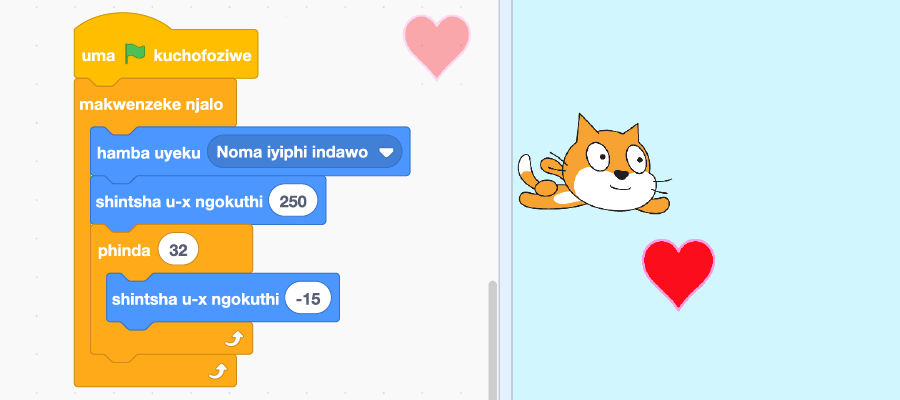 uma kuchofoziwe
makwenzeke njalo
hamba uyeku Noma iyiphi indawo
shintsha u-x ngokuthi 250
phinda 32
shintsha u-x ngokuthi -15